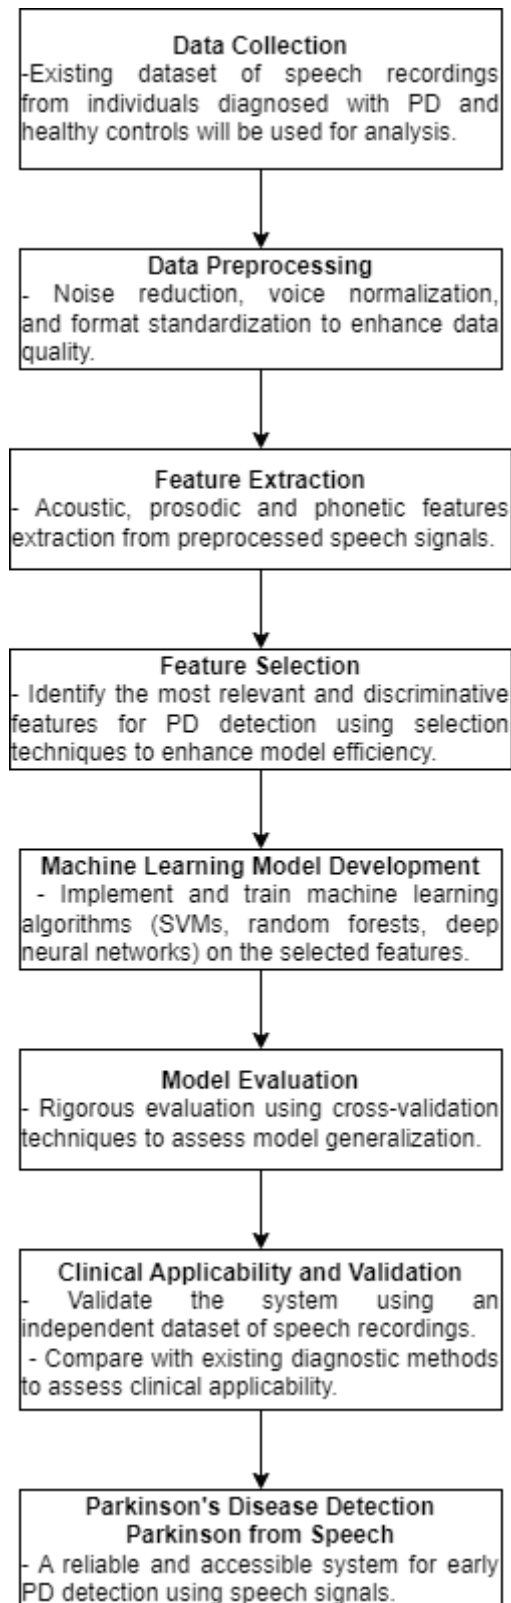 Data Collection
-Existing dataset of speech recordings
from individuals diagnosed with PD and
healthy controls will be used for analysis.
Data Preprocessing
- Noise reduction, voice normalization,
and format standardization to enhance data
quality.
Feature Extraction
- Acoustic, prosodic and phonetic features
extraction from preprocessed speech signals.
Feature Selection
- Identify the most relevant and discriminative
features for PD detection using selection
techniques to enhance model efficiency.
Machine Learning Model Development
- Implement and train machine learning
algorithms (SVMs, random forests, deep
neural networks) on the selected features.
Model Evaluation
- Rigorous evaluation using cross-validation
techniques to assess model generalization.
Clinical Applicability and Validation
- Validate the system using an
independent dataset of speech recordings.
- Compare with existing diagnostic methods
to assess clinical applicability.
Parkinson's Disease Detection
Parkinson from Speech
- A reliable and accessible system for early
PD detection using speech signals.